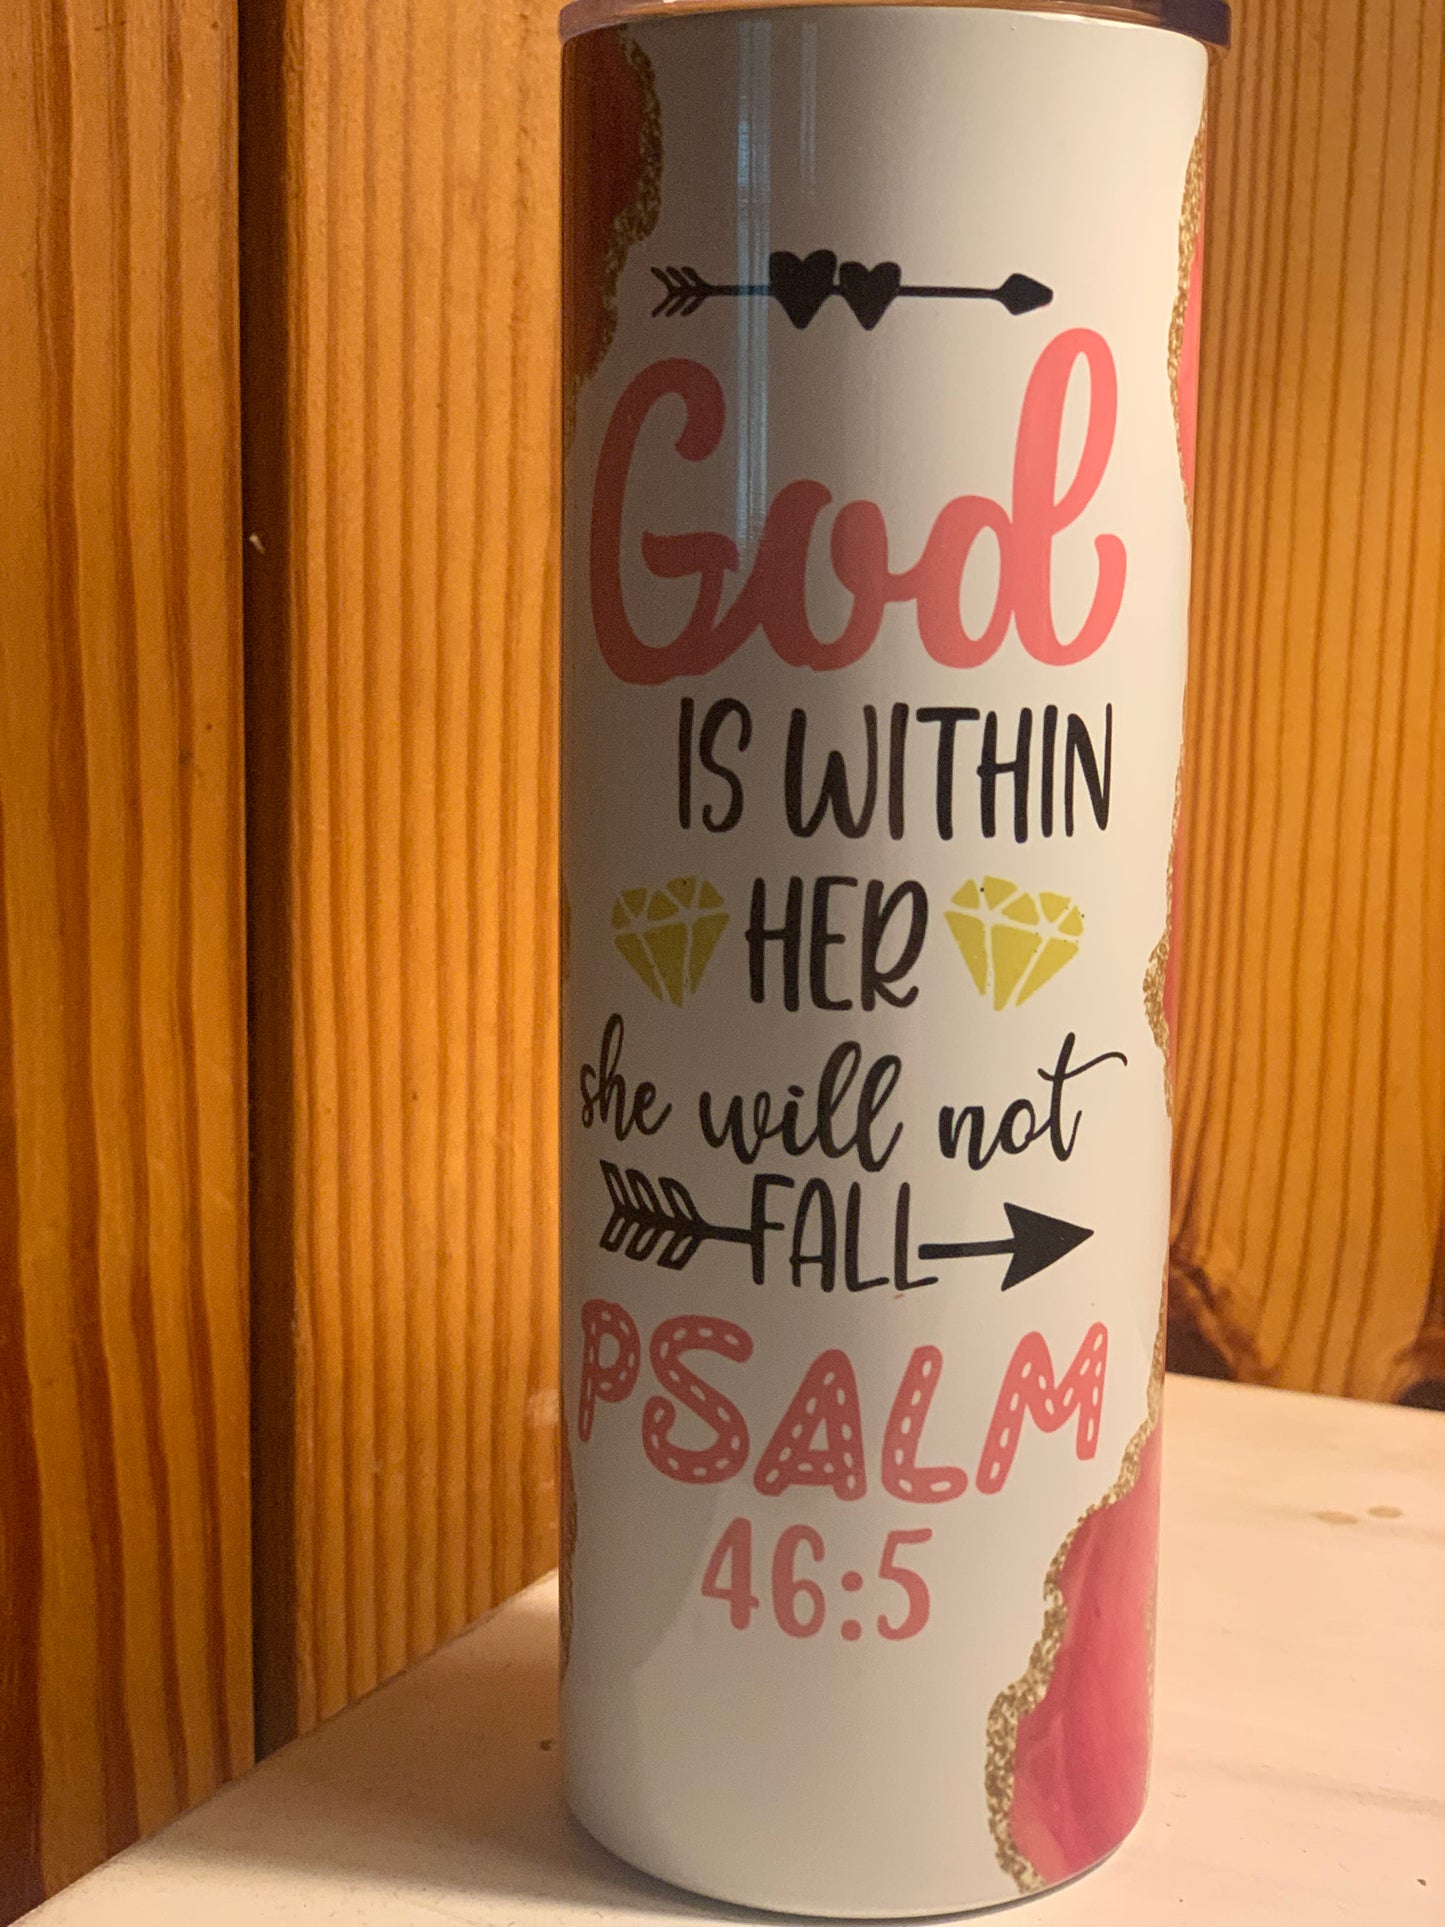 God
IS WITHIN
HER
she will not
FALL
PSALM
46:5